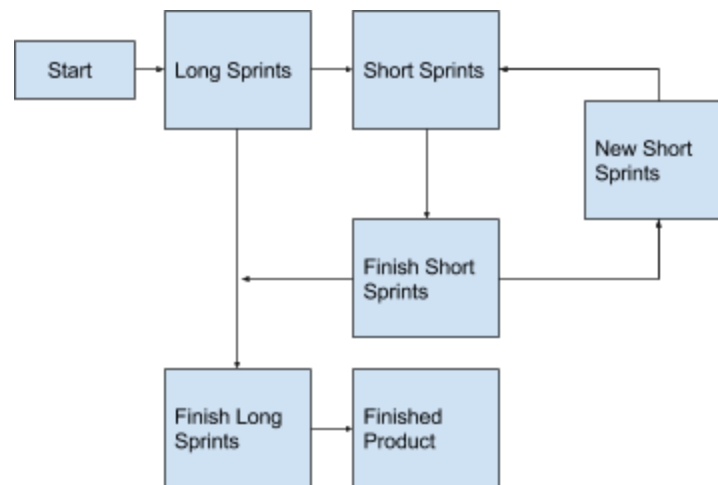 Start
Long Sprints
Short Sprints
New Short
Sprints
Finish Short
Sprints
Finish Long
Sprints
Finished
Product